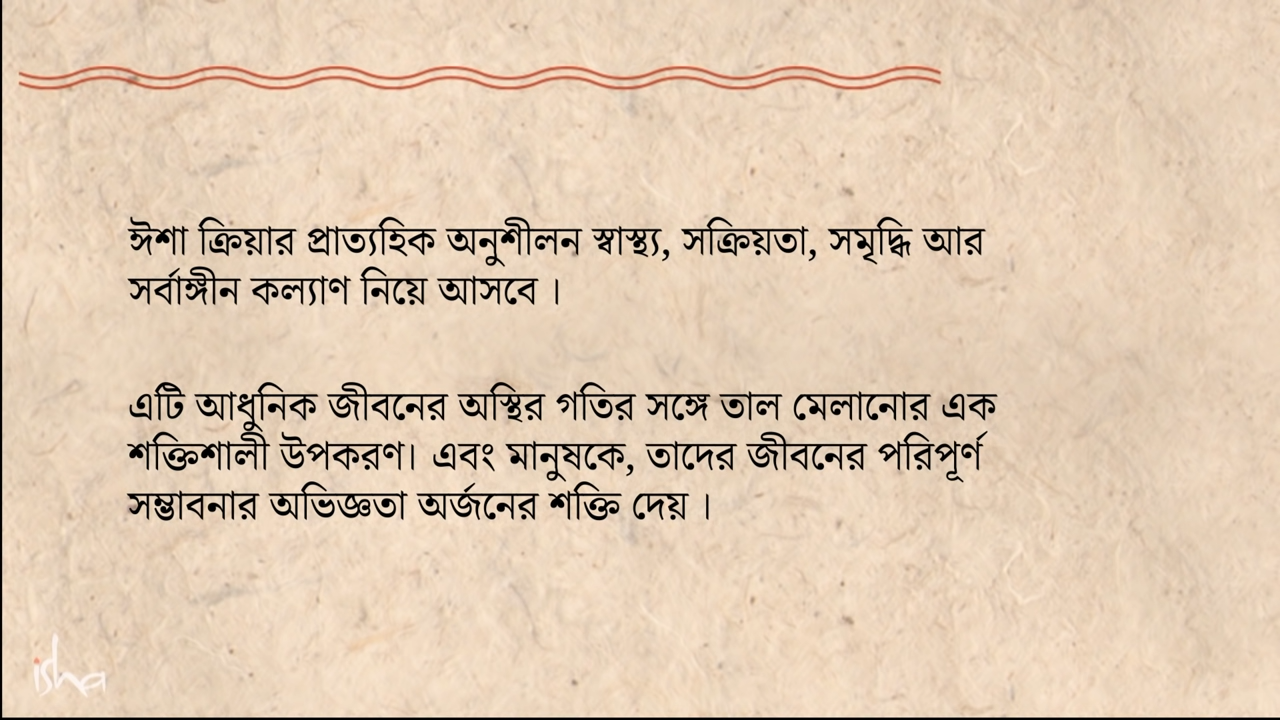 ঈশা ক্রিয়ার প্রাত্যহিক অনুশীলন স্বাস্থ্য, সক্রিয়তা, সমৃদ্ধি আর
সর্বাঙ্গীন কল্যাণ নিয়ে আসবে ।
এটি আধুনিক জীবনের অস্থির গতির সঙ্গে তাল মেলানোর এক
শক্তিশালী উপকরণ। এবং মানুষকে, তাদের জীবনের পরিপূর্ণ
সম্ভাবনার অভিজ্ঞতা অর্জনের শক্তি দেয় ।
isha